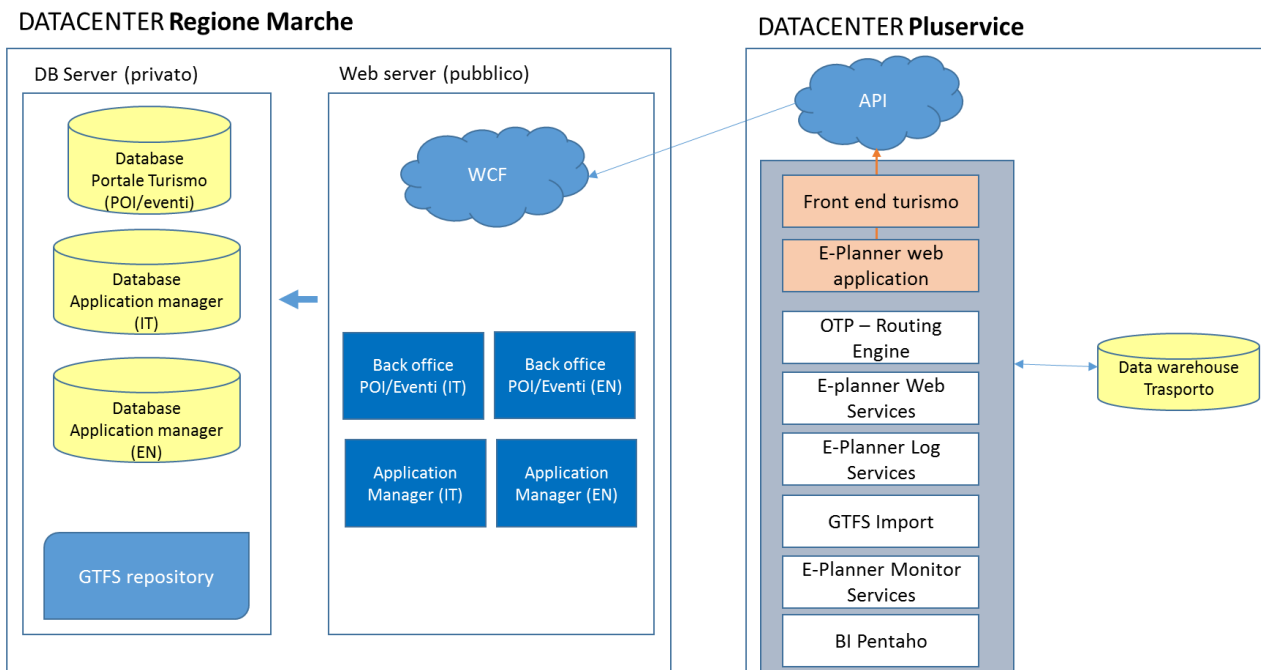 DATACENTER Regione Marche
DB Server (privato)
Database
Portale Turismo
(POI/eventi)
Database
Application manager
(IT)
Database
Application manager
(EN)
GTFS repository
Web server (pubblico)
WCF
Back office
POI/Eventi (IT)
Back office
POI/Eventi (EN)
Application
Manager (IT)
Application
Manager (EN)
DATACENTER Pluservice
API
Front end turismo
E-Planner web
application
OTP – Routing
Engine
E-planner Web
Services
E-Planner Log
Services
GTFS Import
E-Planner Monitor
Services
BI Pentaho
Data warehouse
Trasporto